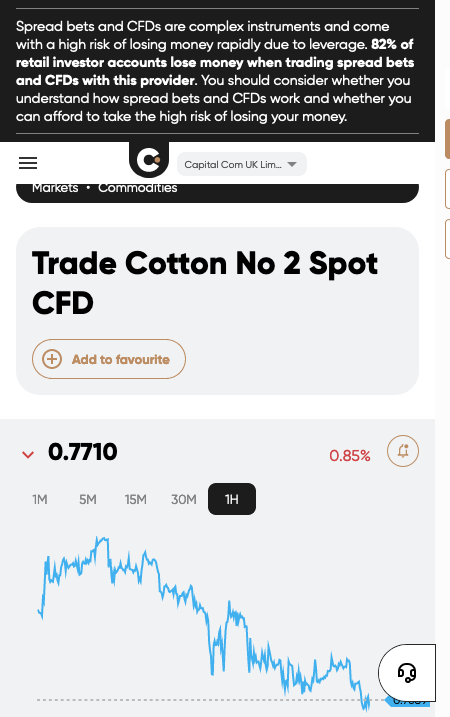 Spread bets and CFDs are complex instruments and come
with a high risk of losing money rapidly due to leverage. 82% of
retail investor accounts lose money when trading spread bets
and CFDs with this provider. You should consider whether you
understand how spread bets and CFDs work and whether you
can afford to take the high risk of losing your money.
Capital Com UK Lim...
Markets • Commodities
Trade Cotton No 2 Spot
CFD
Add to favourite
0.7710
0.85%
1M 5M 15M 30M 1H